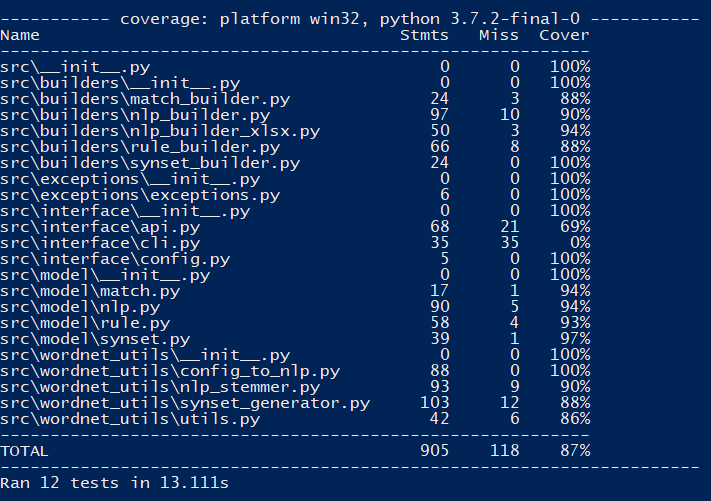 ----------- coverage: platform win32, python 3.7.2-final-0 -----------
Name                                   Stmts   Miss  Cover
-----------------------------------------------------------
src\__init__.py                            0      0   100%
src\builders\__init__.py                   0      0   100%
src\builders\match_builder.py             24      3    88%
src\builders\nlp_builder.py               97     10    90%
src\builders\nlp_builder_xlsx.py          50      3    94%
src\builders\rule_builder.py              66      8    88%
src\builders\synset_builder.py            24      0   100%
src\exceptions\__init__.py                 0      0   100%
src\exceptions\exceptions.py               6      0   100%
src\interface\__init__.py                  0      0   100%
src\interface\api.py                      68     21    69%
src\interface\cli.py                      35     35     0%
src\interface\config.py                    5      0   100%
src\model\__init__.py                      0      0   100%
src\model\match.py                        17      1    94%
src\model\nlp.py                          90      5    94%
src\model\rule.py                         58      4    93%
src\model\synset.py                       39      1    97%
src\wordnet_utils\__init__.py              0      0   100%
src\wordnet_utils\config_to_nlp.py        88      0   100%
src\wordnet_utils\nlp_stemmer.py          93      9    90%
src\wordnet_utils\synset_generator.py    103     12    88%
src\wordnet_utils\utils.py                42      6    86%
-----------------------------------------------------------
TOTAL                                    905    118    87%
----------------------------------------------------------------------
Ran 12 tests in 13.111s